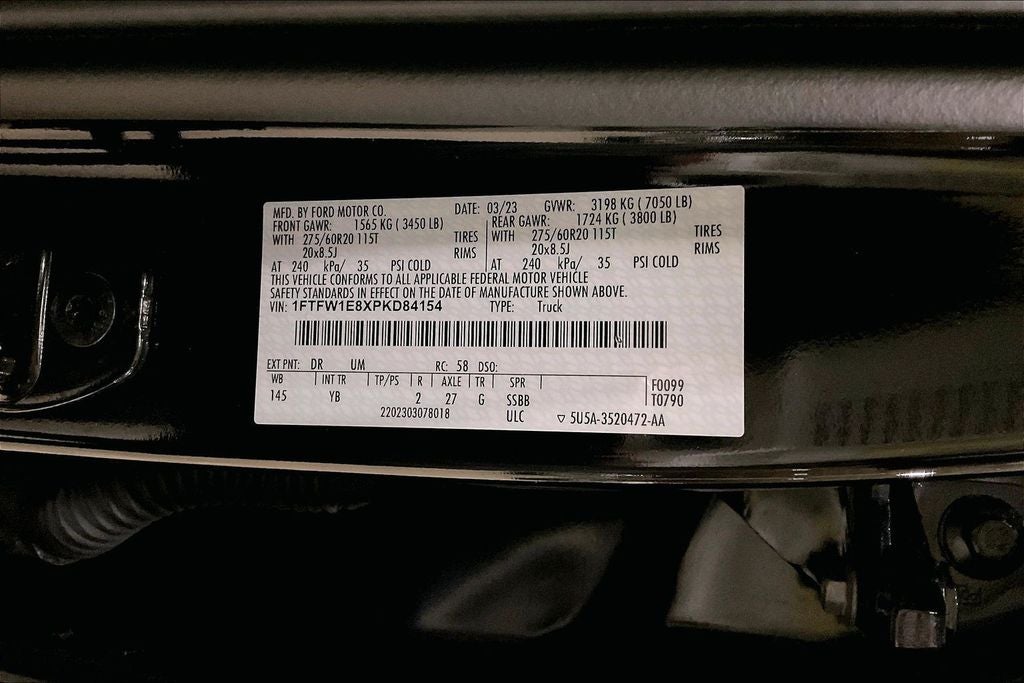 MFD. BY FORD MOTOR CO. DATE: 03/23 GVWR: 3198 KG ( 7050 LB)
FRONT GAWR: 1565 KG ( 3450 LB) REAR GAWR: 1724 KG ( 3800 LB)
WITH 275/60R20 115T TIRES WITH 275/60R20 115T TIRES
20x8.5J RIMS 20x8.5J RIMS
AT 240 kPa/ 35 PSI COLD AT 240 kPa/ 35 PSI COLD
THIS VEHICLE CONFORMS TO ALL APPLICABLE FEDERAL MOTOR VEHICLE
SAFETY STANDARDS IN EFFECT ON THE DATE OF MANUFACTURE SHOWN ABOVE.
VIN: 1FTFW1E8XPKD84154 TYPE: Truck
EXT PNT: DR UM RC: 58 DSO:
WB INT TR TP/PS R AXLE TR SPR F0099
145 YB 2 27 G SSBB T0790
2202303078018 ULC ▽ 5U5A-3520472-AA